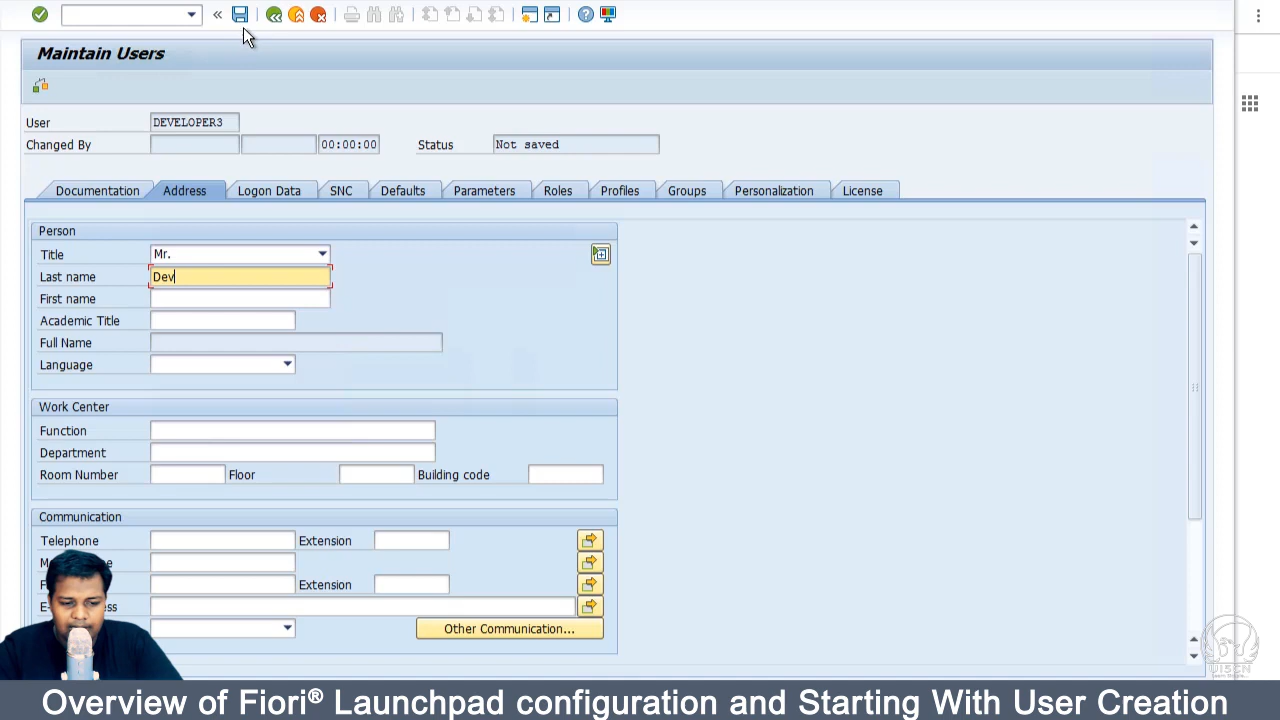 Maintain Users
User DEVELOPER3
Changed By 00:00:00 Status Not saved
Documentation Address Logon Data SNC Defaults Parameters Roles Profiles Groups Personalization License
Person
Title Mr.
Last name Dev
First name
Academic Title
Full Name
Language
Work Center
Function
Department
Room Number Floor Building code
Communication
Telephone Extension
Extension
Other Communication...
UI5CN
Overview of Fiori® Launchpad configuration and Starting With User Creation